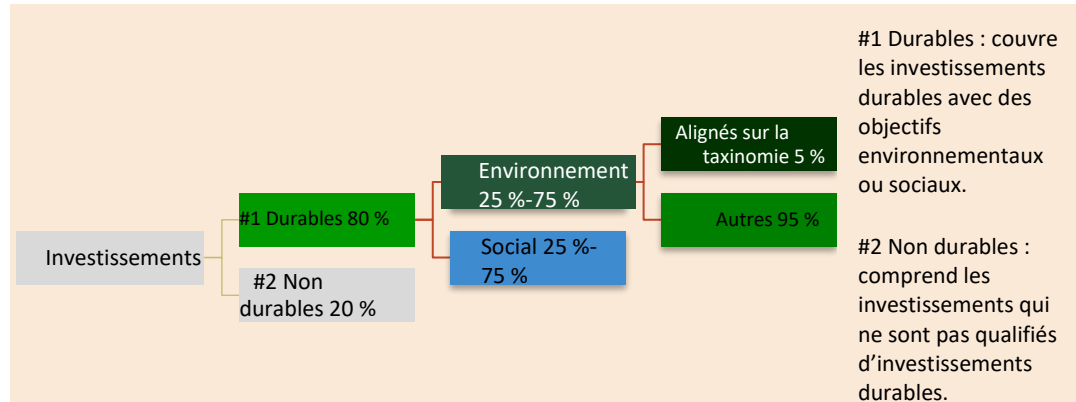 Investissements
#1 Durables 80 %
#2 Non
durables 20 %
Environnement
25 %-75 %
Social 25 %-
75 %
Alignés sur la
taxinomie 5 %
Autres 95 %
#1 Durables : couvre
les investissements
durables avec des
objectifs
environnementaux
ou sociaux.
#2 Non durables :
comprend les
investissements qui
ne sont pas qualifiés
d’investissements
durables.